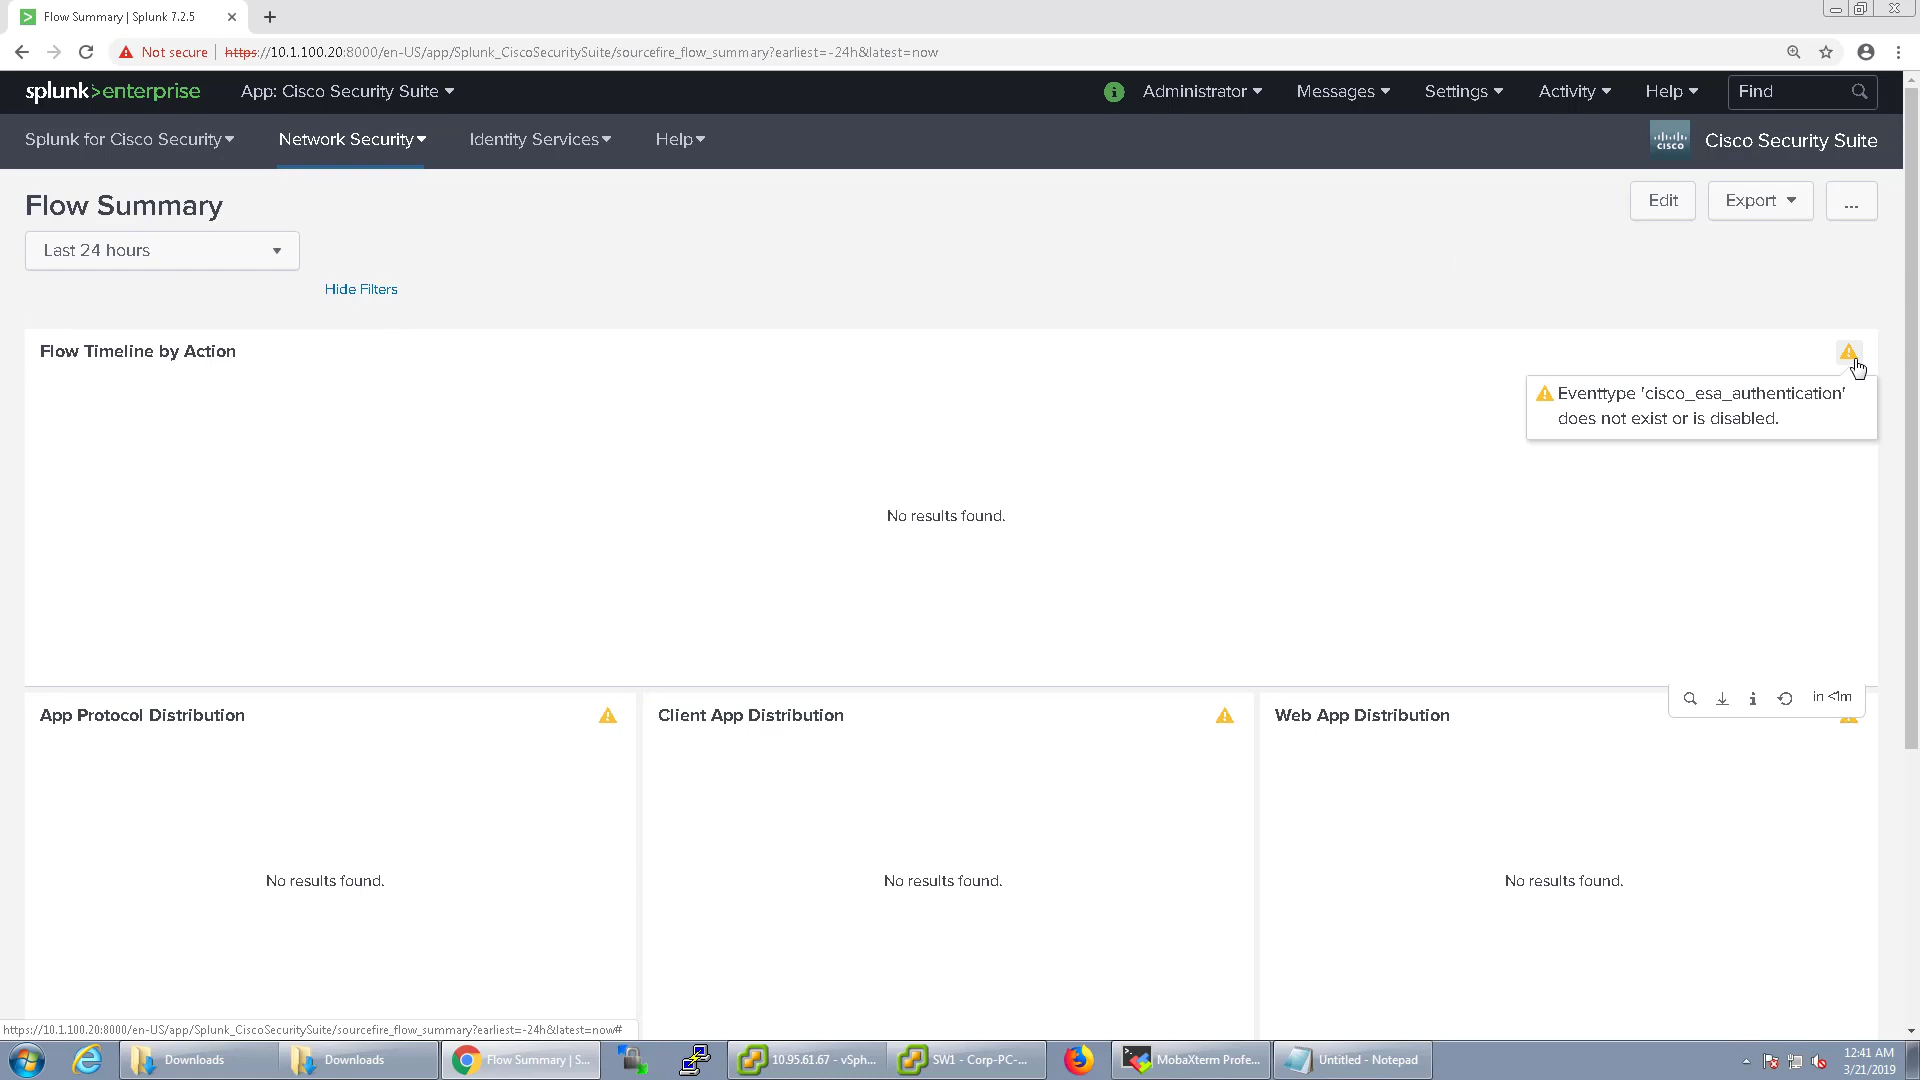 Flow Summary | Splunk 7.2.5
Not secure | https://10.1.100.20:8000/en-US/app/Splunk_CiscoSecuritySuite/sourcefire_flow_summary?earliest=-24h&latest=now
splunk>enterprise App: Cisco Security Suite Administrator Messages Settings Activity Help Find
Splunk for Cisco Security Network Security Identity Services Help CISCO Cisco Security Suite
Flow Summary Edit Export ...
Last 24 hours
Hide Filters
Flow Timeline by Action
Eventtype 'cisco_esa_authentication'
does not exist or is disabled.
No results found.
in <1m
App Protocol Distribution Client App Distribution Web App Distribution
No results found. No results found. No results found.
https://10.1.100.20:8000/en-US/app/Splunk_CiscoSecuritySuite/sourcefire_flow_summary?earliest=-24h&latest=now#
Downloads Downloads Flow Summary | S... 10.95.61.67 - vSph... SW1 - Corp-PC-... MobaXterm Profe... Untitled - Notepad 12:41 AM
3/21/2019